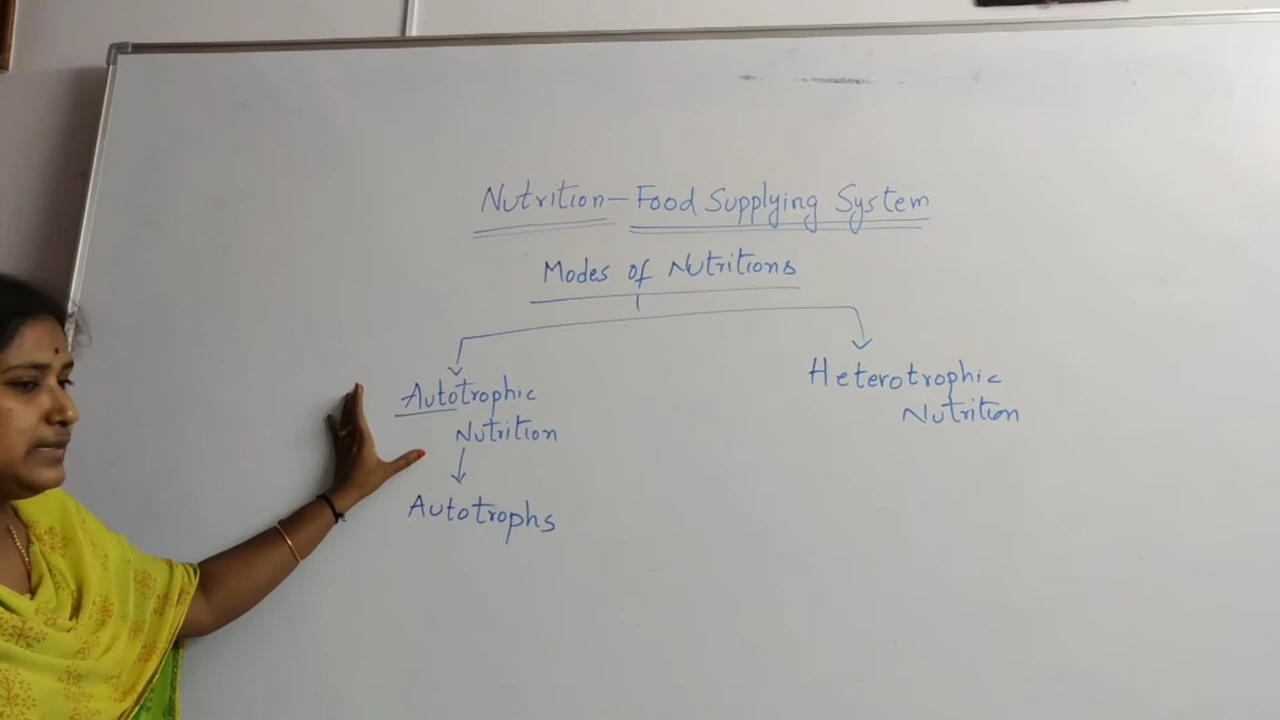 Nutrition - Food Supplying System
Modes of Nutritions
Autotrophic
Nutrition
Autotrophs
Heterotrophic
Nutrition